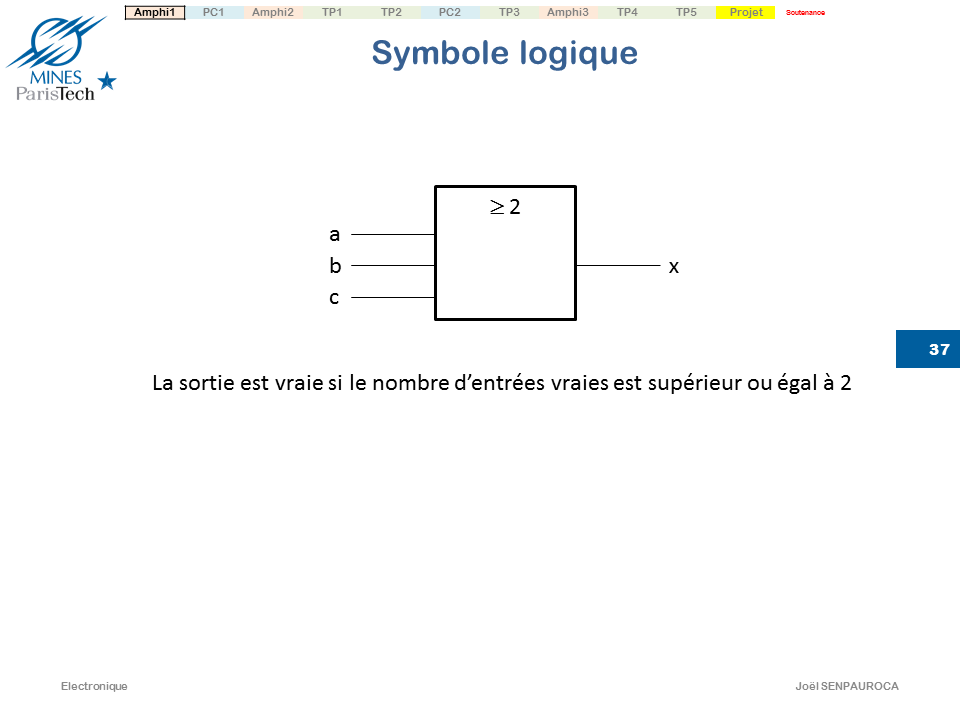 Amphi1 PC1 Amphi2 TP1 TP2 PC2 TP3 Amphi3 TP4 TP5 Projet Soutenance
MINES
ParisTech
Symbole logique
≥ 2
a
b
c
x
37
La sortie est vraie si le nombre d’entrées vraies est supérieur ou égal à 2
Electronique
Joël SENPAUROCA